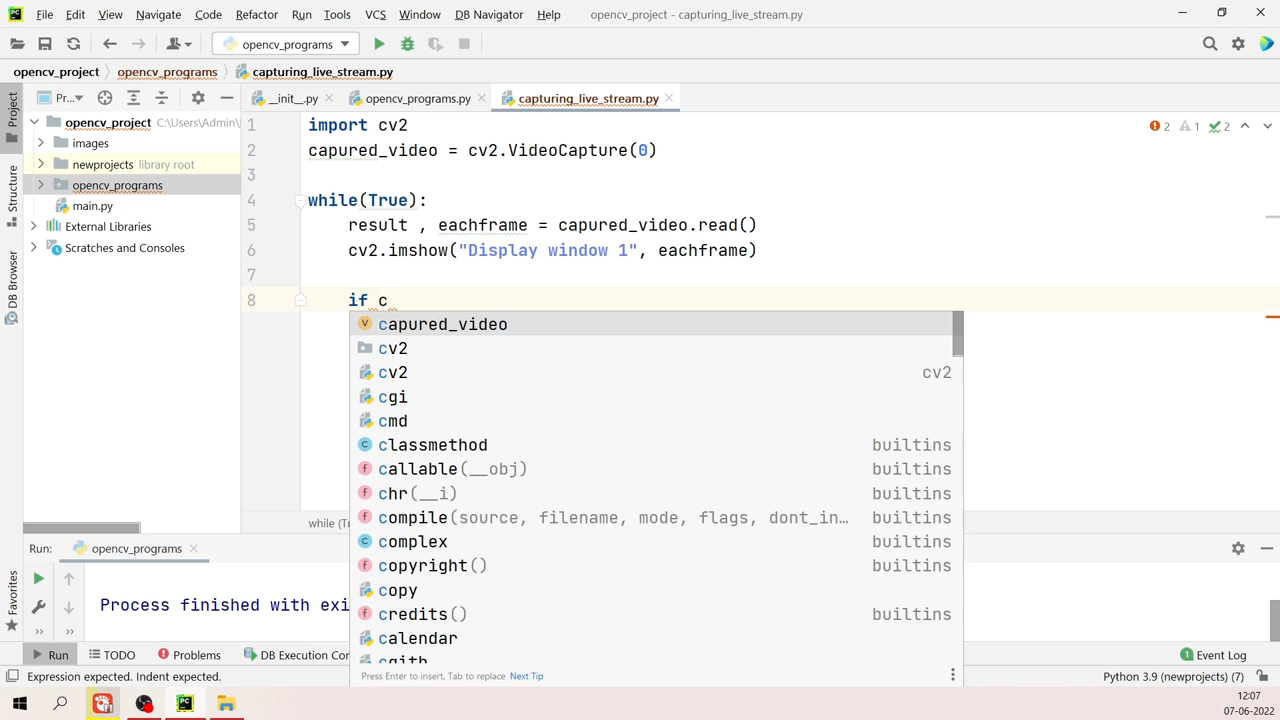 File Edit View Navigate Code Refactor Run Tools VCS Window DB Navigator Help opencv_project - capturing_live_stream.py
opencv_programs
opencv_project opencv_programs capturing_live_stream.py
Project Pr... __init__.py opencv_programs.py capturing_live_stream.py
opencv_project C:\Users\Admin\
images
newprojects library root
opencv_programs
main.py
External Libraries
Scratches and Consoles
Structure
DB Browser
Favorites
1 import cv2
2 capured_video = cv2.VideoCapture(0)
3
4 while(True):
5 result , eachframe = capured_video.read()
6 cv2.imshow("Display window 1", eachframe)
7
8 if c
2 1 2
capured_video
cv2
cv2 cv2
cgi
cmd
classmethod builtins
callable(__obj) builtins
chr(__i) builtins
compile(source, filename, mode, flags, dont_in... builtins
complex builtins
copyright() builtins
copy
credits() builtins
calendar
cgitb
Press Enter to insert, Tab to replace Next Tip
while (Tr
Run: opencv_programs
Process finished with exi
Run TODO Problems DB Execution Con 1 Event Log
Expression expected. Indent expected. Python 3.9 (newprojects) (7)
12:07
07-06-2022